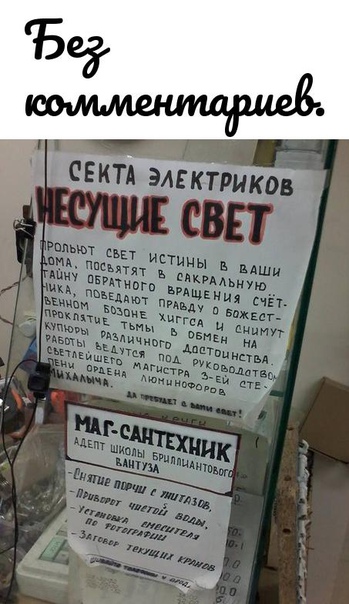 Без
комментариев.
СЕКТА ЭЛЕКТРИКОВ
НЕСУЩИЕ СВЕТ
ПРОЛЬЮТ СВЕТ ИСТИНЫ В ВАШИ
ДОМА, ПОСВЯТЯТ В САКРАЛЬНУЮ
ТАЙНУ ОБРАТНОГО ВРАЩЕНИЯ СЧЁТ-
ЧИКА, ПОВЕДАЮТ ПРАВДУ О БОЖЕСТ-
ВЕННОМ БОЗОНЕ ХИГГСА И СНИМУТ
ПРОКЛЯТИЕ ТЬМЫ В ОБМЕН НА
КУПЮРЫ РАЗЛИЧНОГО ДОСТОИНСТВА.
РАБОТЫ ВЕДУТСЯ ПОД РУКОВОДСТВОМ
СВЕТЛЕЙШЕГО МАГИСТРА 3-ЕЙ СТЕ-
ПЕНИ ОРДЕНА ЛЮМИНОФОРОВ
МИХАЛЫЧА.
ДА ПРЕБУДЕТ С ВАМИ СВЕТ!
МАГ-САНТЕХНИК
АДЕПТ ШКОЛЫ БРИЛЛИАНТОВОГО
ВАНТУЗА
-СНЯТИЕ ПОРЧИ С УНИТАЗОВ,
-ПРИВОРОТ ЧИСТОЙ ВОДЫ,
-УСТАНОВКА СМЕСИТЕЛЯ
ПО ФОТОГРАФИИ
-ЗАГОВОР ТЕКУЩИХ КРАНОВ